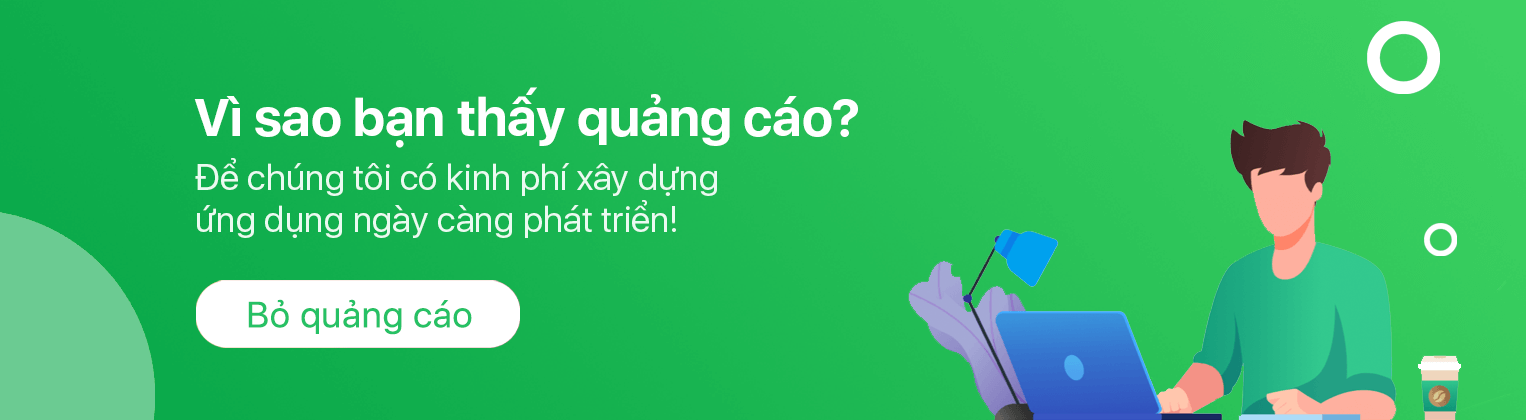 Vì sao bạn thấy quảng cáo?
Để chúng tôi có kinh phí xây dựng
ứng dụng ngày càng phát triển!
Bỏ quảng cáo